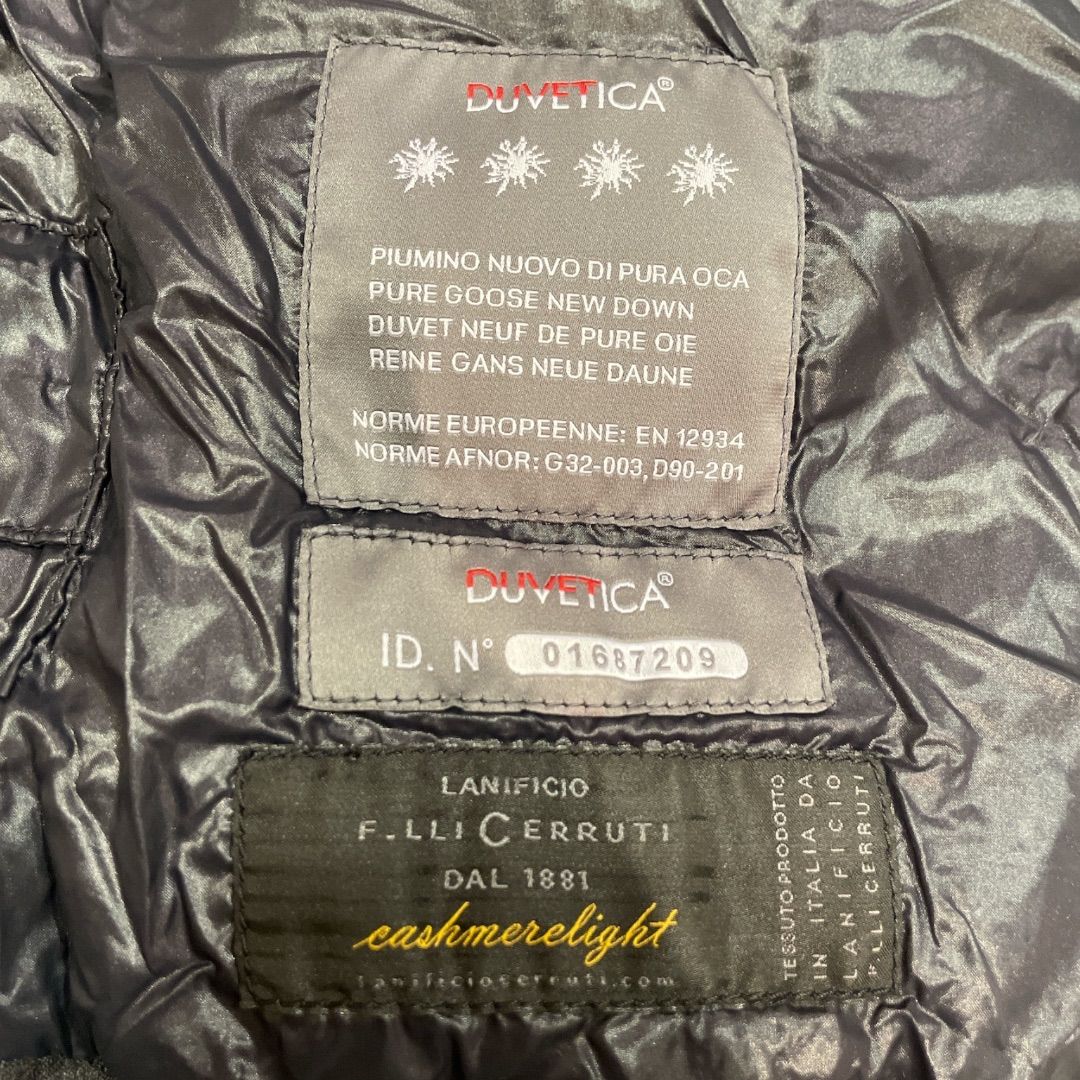 DUVETICA®
PIUMINO NUOVO DI PURA OCA
PURE GOOSE NEW DOWN
DUVET NEUF DE PURE OIE
REINE GANS NEUE DAUNE
NORME EUROPEENNE: EN 12934
NORME AFNOR: G32-003, D90-201
DUVETICA®
ID. N° 01687209
LANIFICIO
F.LLI CERRUTI
DAL 1881
cashmerelight
lanificiocerruti.com
TESSUTO PRODOTTO
IN ITALIA DA
LANIFICIO
F.LLI CERRUTI